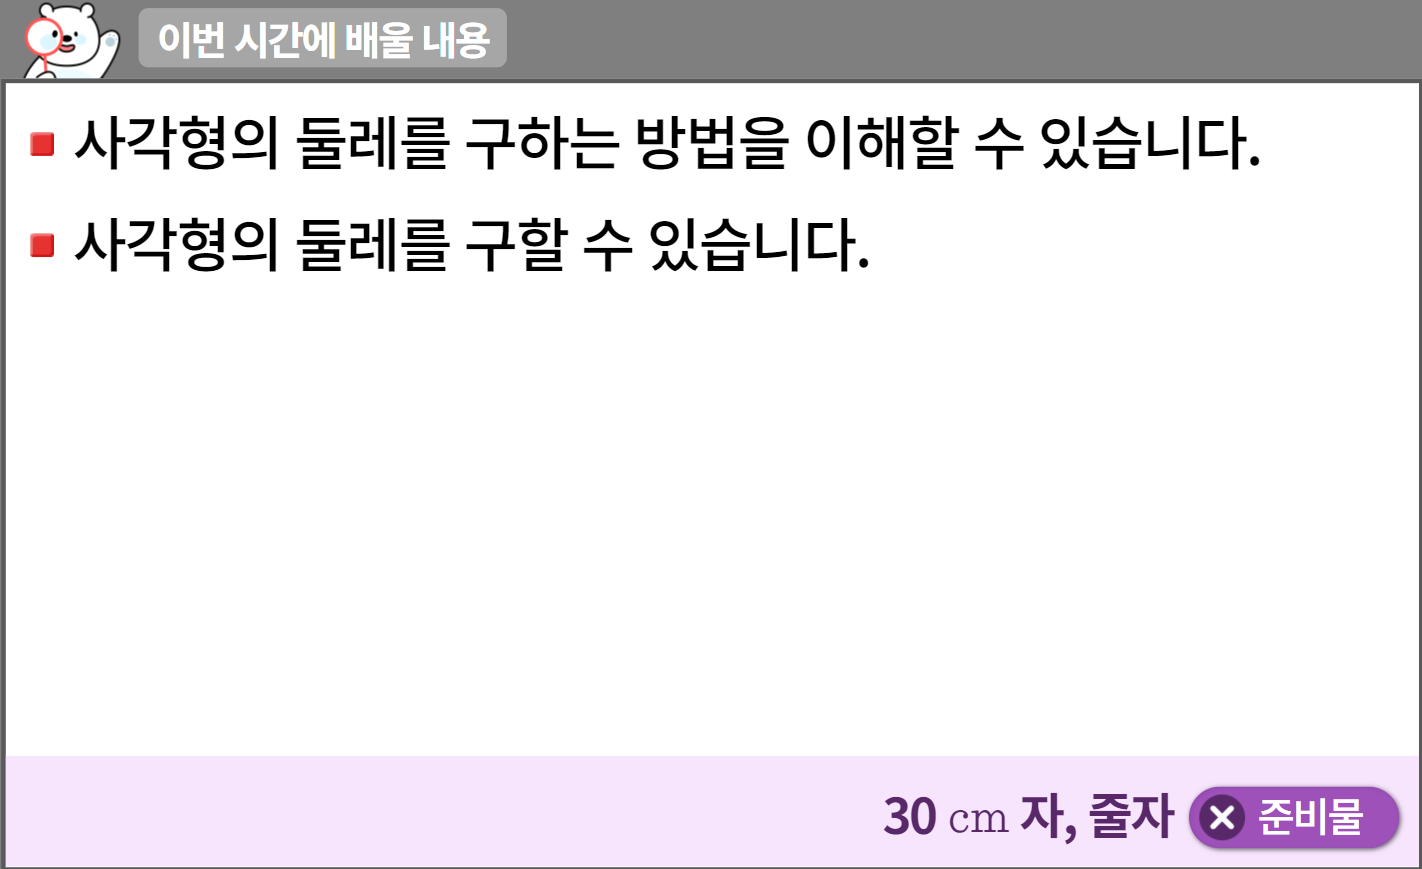 이번 시간에 배울 내용
사각형의 둘레를 구하는 방법을 이해할 수 있습니다.
사각형의 둘레를 구할 수 있습니다.
30 cm 자, 줄자 준비물